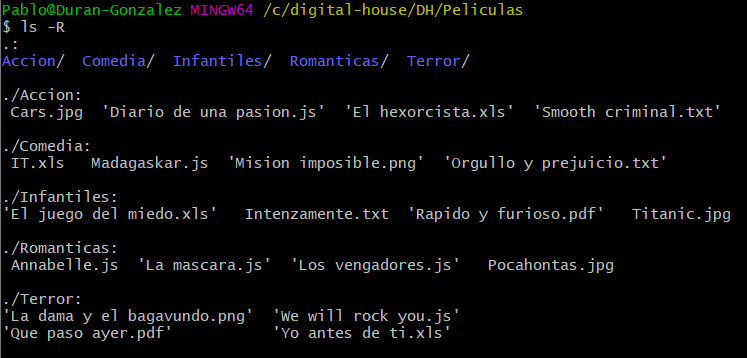 Pablo@Duran-Gonzalez MINGW64 /c/digital-house/DH/Peliculas
$ ls -R
.:
Accion/  Comedia/  Infantiles/  Romanticas/  Terror/
./Accion:
 Cars.jpg  'Diario de una pasion.js'  'El hexorcista.xls'  'Smooth criminal.txt'
./Comedia:
 IT.xls   Madagaskar.js  'Mision imposible.png'  'Orgullo y prejuicio.txt'
./Infantiles:
'El juego del miedo.xls'   Intenzamente.txt  'Rapido y furioso.pdf'   Titanic.jpg
./Romanticas:
 Annabelle.js  'La mascara.js'  'Los vengadores.js'   Pocahontas.jpg
./Terror:
'La dama y el bagavundo.png'  'We will rock you.js'
'Que paso ayer.pdf'           'Yo antes de ti.xls'